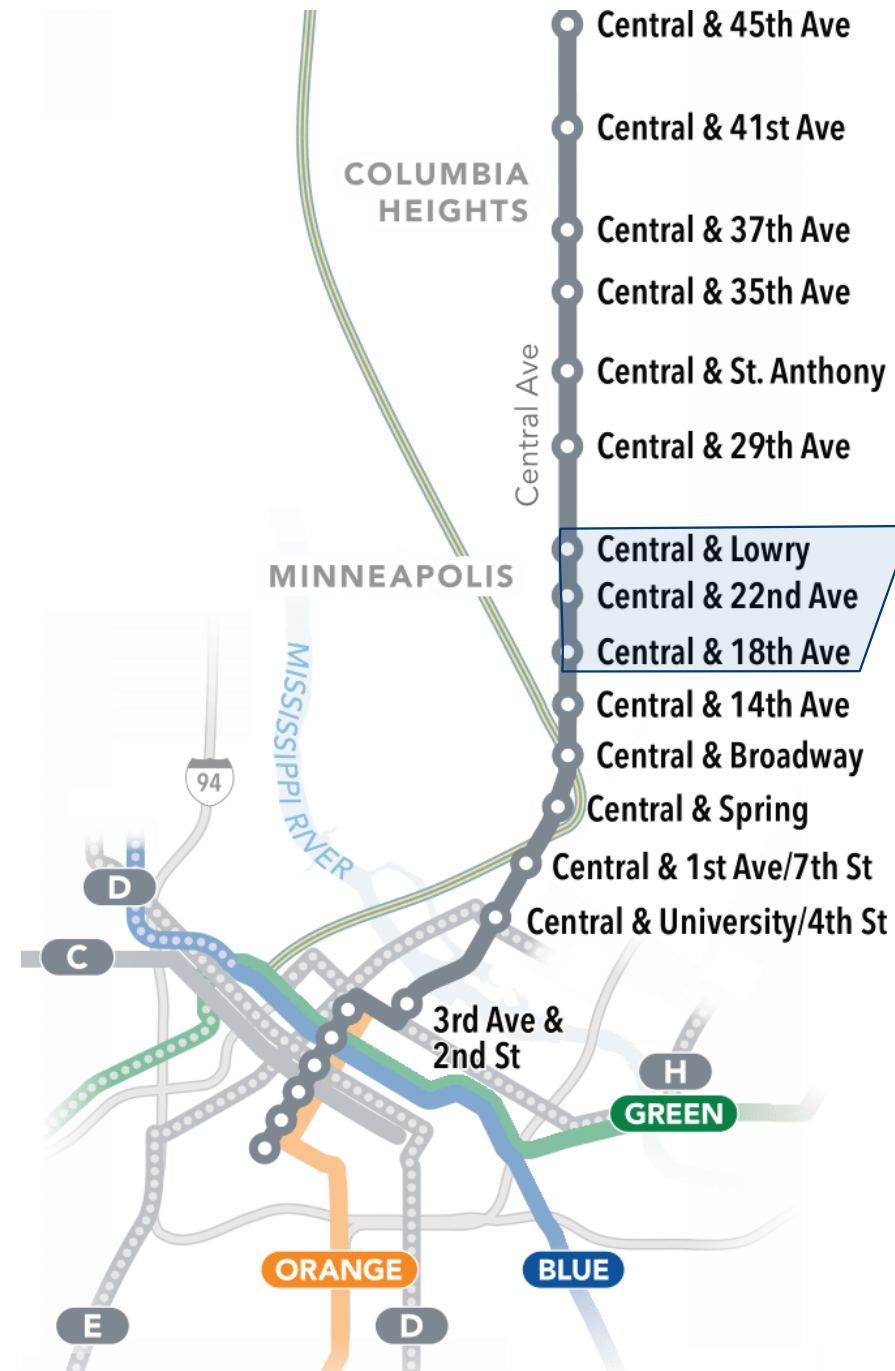 Central & 45th Ave
Central & 41st Ave
COLUMBIA
HEIGHTS
Central & 37th Ave
Central & 35th Ave
Central Ave
Central & St. Anthony
Central & 29th Ave
Central & Lowry
MINNEAPOLIS
Central & 22nd Ave
Central & 18th Ave
MISSISSIPPI RIVER
Central & 14th Ave
Central & Broadway
94
Central & Spring
Central & 1st Ave/7th St
D
Central & University/4th St
C
3rd Ave &
2nd St
H
GREEN
ORANGE
BLUE
E
D